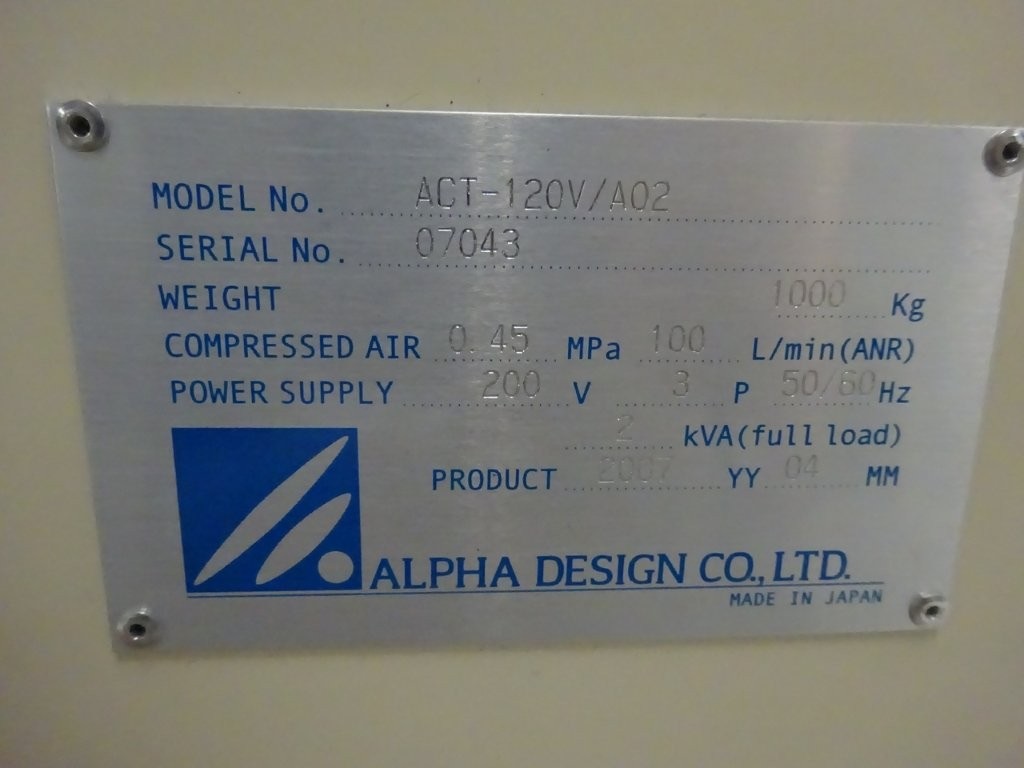 MODEL No. ACT-120V/A02
SERIAL No. 07043
WEIGHT 1000 Kg
COMPRESSED AIR 0.45 MPa 100 L/min(ANR)
POWER SUPPLY 200 V 3 P 50/60 Hz
2 kVA(full load)
PRODUCT 2007 YY 04 MM
ALPHA DESIGN CO., LTD.
MADE IN JAPAN